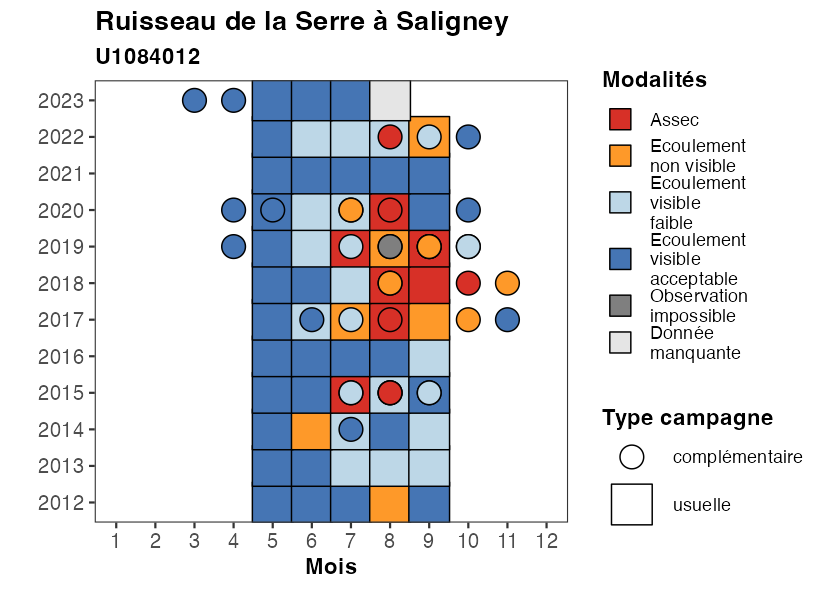 Ruisseau de la Serre à Saligney
U1084012
2023
2022
2021
2020
2019
2018
2017
2016
2015
2014
2013
2012
1 2 3 4 5 6 7 8 9 10 11 12
Mois
Modalités
Assec
Ecoulement
non visible
Ecoulement
visible
faible
Ecoulement
visible
acceptable
Observation
impossible
Donnée
manquante
Type campagne
complémentaire
usuelle